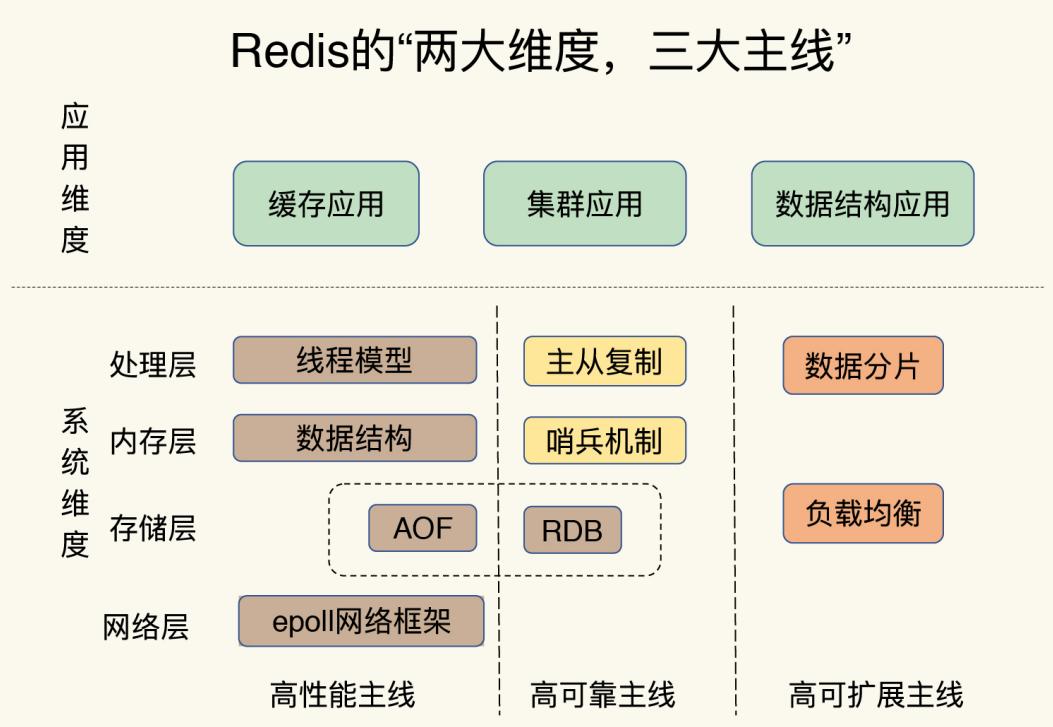 Redis的“两大维度，三大主线”
应用维度
缓存应用
集群应用
数据结构应用
系统维度
处理层
线程模型
主从复制
数据分片
内存层
数据结构
哨兵机制
存储层
AOF
RDB
负载均衡
网络层
epoll网络框架
高性能主线
高可靠主线
高可扩展主线